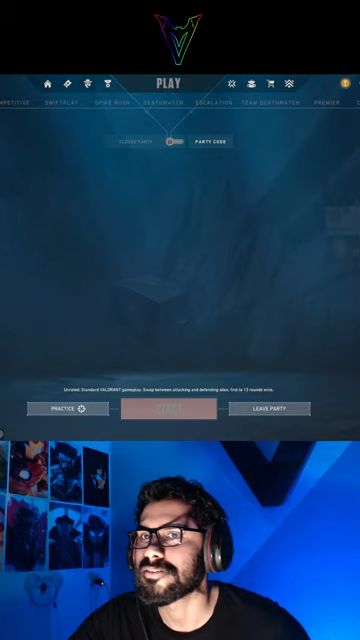 PLAY
MPETITIVE SWIFTPLAY SPIKE RUSH DEATHMATCH ESCALATION TEAM DEATHMATCH PREMIER
CLOSED PARTY PARTY CODE
Unrated: Standard VALORANT gameplay. Swap between attacking and defending sides, first to 13 rounds wins.
PRACTICE START LEAVE PARTY